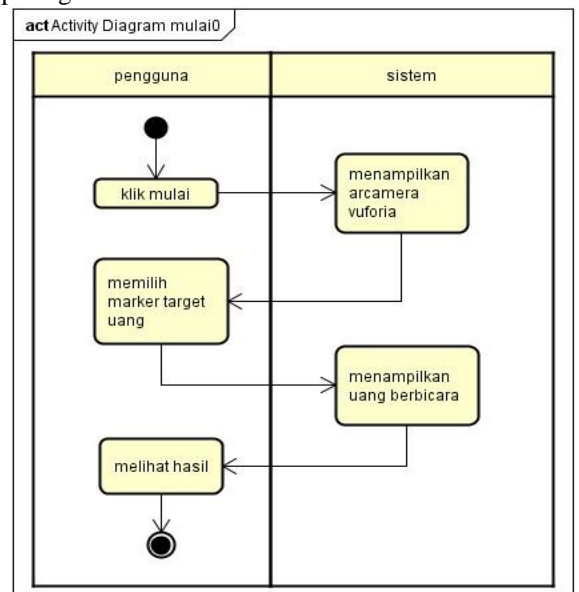 act Activity Diagram mulai0
pengguna
sistem
klik mulai
menampilkan
arcamera
vuforia
memilih
marker target
uang
menampilkan
uang berbicara
melihat hasil